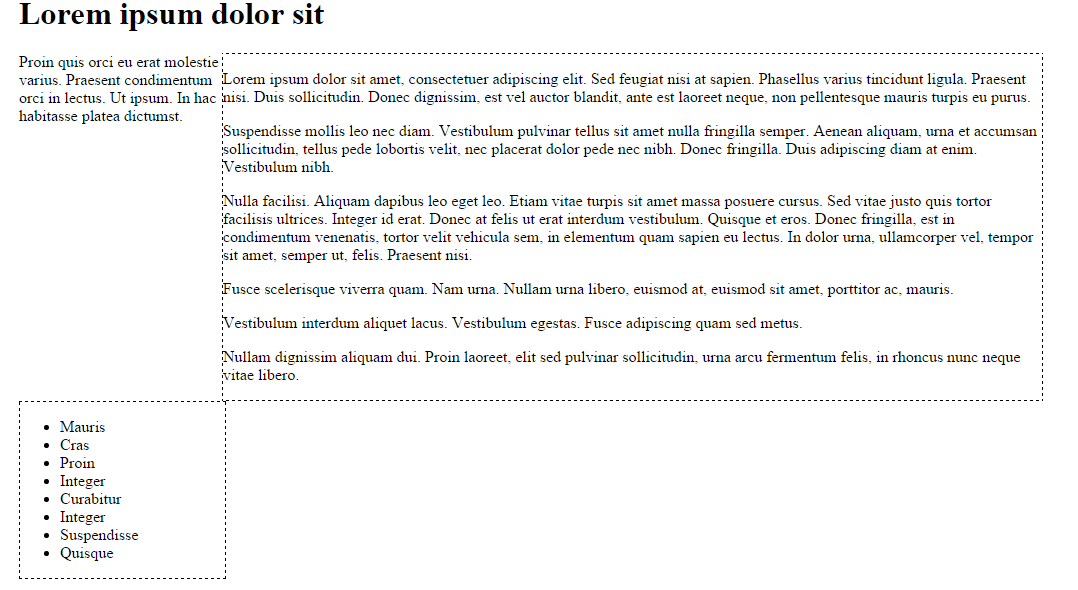 Lorem ipsum dolor sit
Proin quis orci eu erat molestie
varius. Praesent condimentum
orci in lectus. Ut ipsum. In hac
habitasse platea dictumst.
Lorem ipsum dolor sit amet, consectetuer adipiscing elit. Sed feugiat nisi at sapien. Phasellus varius tincidunt ligula. Praesent
nisi. Duis sollicitudin. Donec dignissim, est vel auctor blandit, ante est laoreet neque, non pellentesque mauris turpis eu purus.
Suspendisse mollis leo nec diam. Vestibulum pulvinar tellus sit amet nulla fringilla semper. Aenean aliquam, urna et accumsan
sollicitudin, tellus pede lobortis velit, nec placerat dolor pede nec nibh. Donec fringilla. Duis adipiscing diam at enim.
Vestibulum nibh.
Nulla facilisi. Aliquam dapibus leo eget leo. Etiam vitae turpis sit amet massa posuere cursus. Sed vitae justo quis tortor
facilisis ultrices. Integer id erat. Donec at felis ut erat interdum vestibulum. Quisque et eros. Donec fringilla, est in
condimentum venenatis, tortor velit vehicula sem, in elementum quam sapien eu lectus. In dolor urna, ullamcorper vel, tempor
sit amet, semper ut, felis. Praesent nisi.
Fusce scelerisque viverra quam. Nam urna. Nullam urna libero, euismod at, euismod sit amet, porttitor ac, mauris.
Vestibulum interdum aliquet lacus. Vestibulum egestas. Fusce adipiscing quam sed metus.
Nullam dignissim aliquam dui. Proin laoreet, elit sed pulvinar sollicitudin, urna arcu fermentum felis, in rhoncus nunc neque
vitae libero.
• Mauris
• Cras
• Proin
• Integer
• Curabitur
• Integer
• Suspendisse
• Quisque